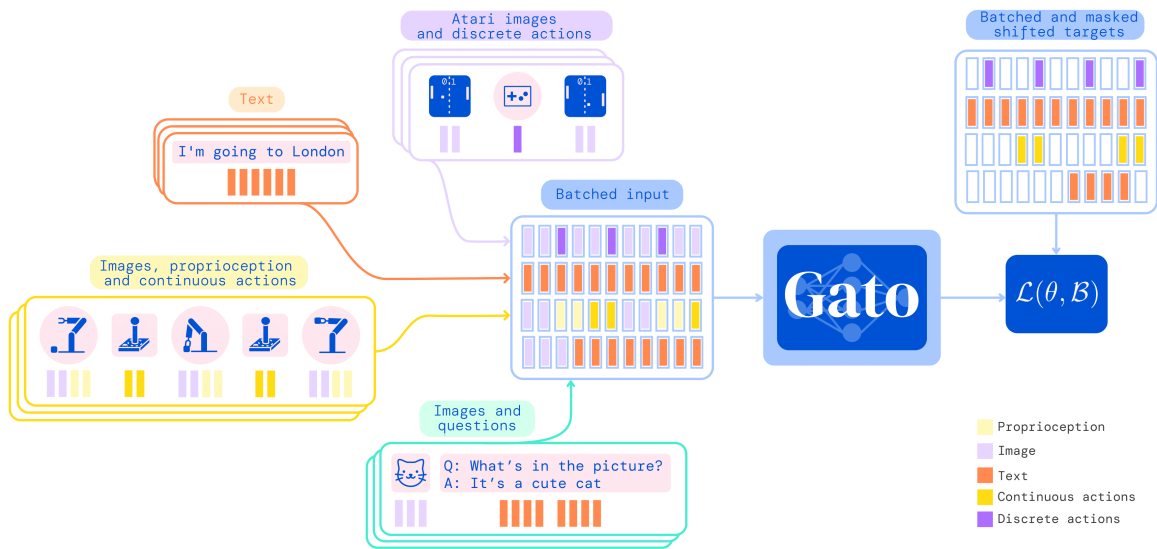 Atari images
and discrete actions
Batched and masked
shifted targets
0 1
0 1
Text
I'm going to London
Batched input
Images, proprioception
and continuous actions
Gato
ℒ(θ, ℬ)
Images and
questions
Q: What's in the picture?
A: It's a cute cat
Proprioception
Image
Text
Continuous actions
Discrete actions